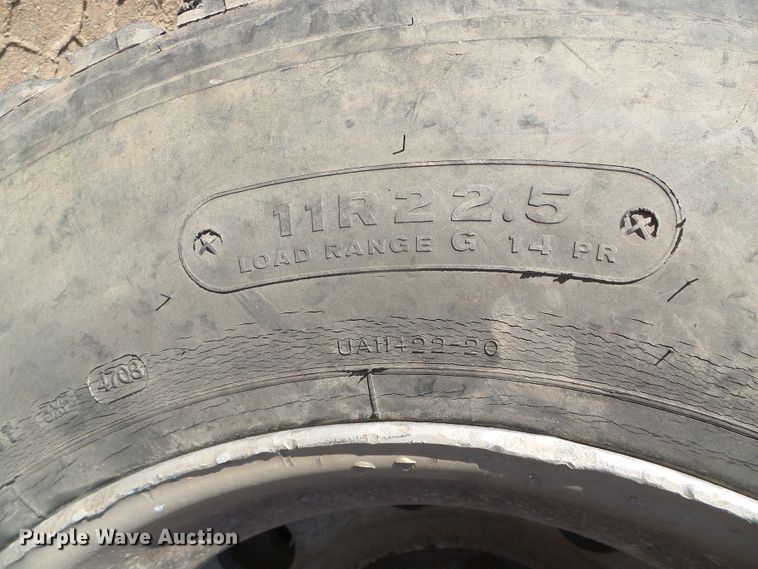 11R22.5
LOAD RANGE G 14 PR
UA11422-20
4708
Purple Wave Auction